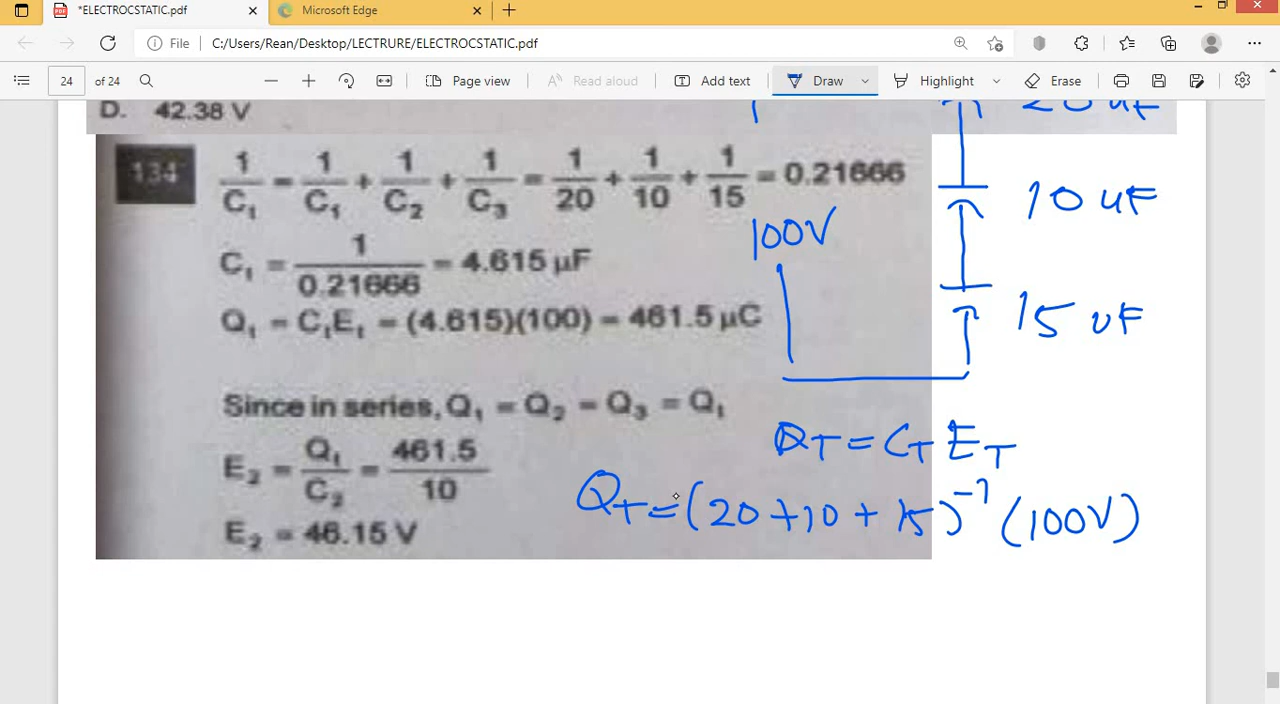 *ELECTROCSTATIC.pdf
Microsoft Edge
File C:/Users/Rean/Desktop/LECTRURE/ELECTROCSTATIC.pdf
24 of 24 Page view Read aloud Add text Draw Highlight Erase
D. 42.38 V
20 uF
134
1/C₁ = 1/C₁ + 1/C₂ + 1/C₃ = 1/20 + 1/10 + 1/15 = 0.21666
10 uF
100V
C₁ = 1/0.21666 = 4.615 µF
Q₁ = C₁E₁ = (4.615)(100) = 461.5 µC
15 uF
Since in series, Q₁ = Q₂ = Q₃ = Q₁
QT = CT ET
E₂ = Q₁/C₂ = 461.5/10
QT = (20 + 10 + 15)⁻¹ (100V)
E₂ = 46.15 V